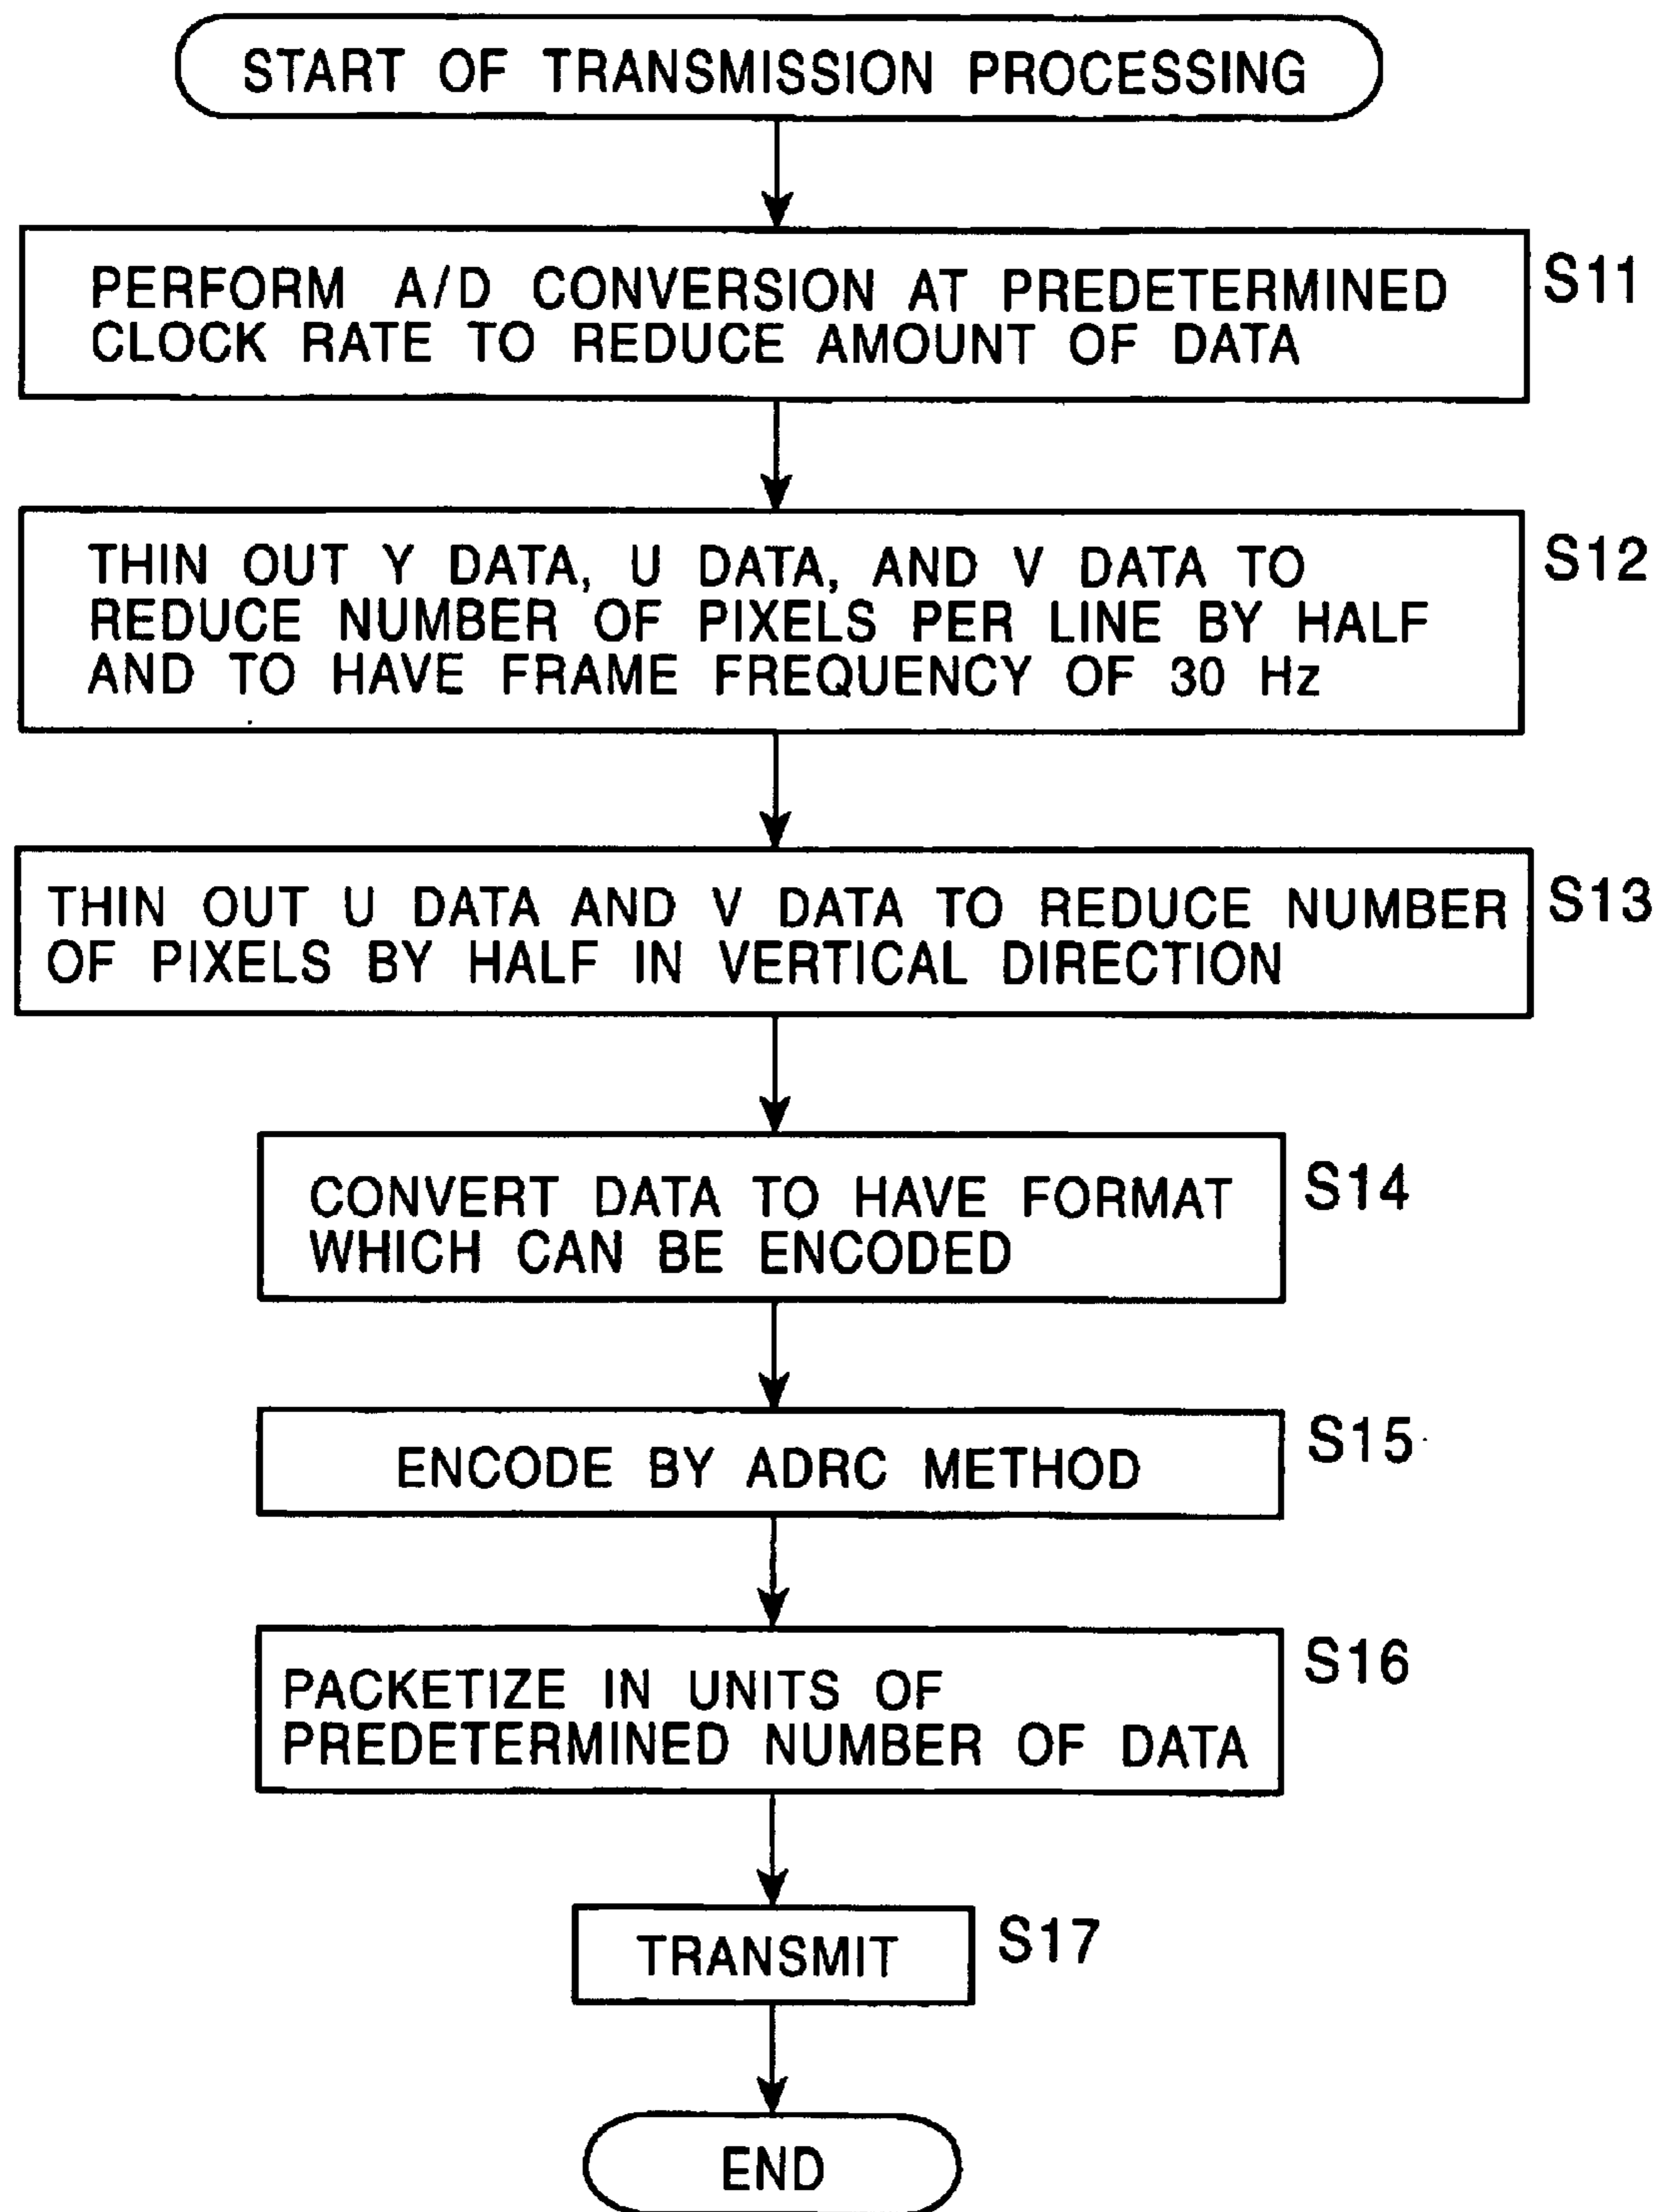 START OF TRANSMISSION PROCESSING
PERFORM A/D CONVERSION AT PREDETERMINED
CLOCK RATE TO REDUCE AMOUNT OF DATA
S11
THIN OUT Y DATA, U DATA, AND V DATA TO
REDUCE NUMBER OF PIXELS PER LINE BY HALF
AND TO HAVE FRAME FREQUENCY OF 30 Hz
S12
THIN OUT U DATA AND V DATA TO REDUCE NUMBER
OF PIXELS BY HALF IN VERTICAL DIRECTION
S13
CONVERT DATA TO HAVE FORMAT
WHICH CAN BE ENCODED
S14
ENCODE BY ADRC METHOD
S15
PACKETIZE IN UNITS OF
PREDETERMINED NUMBER OF DATA
S16
TRANSMIT
S17
END